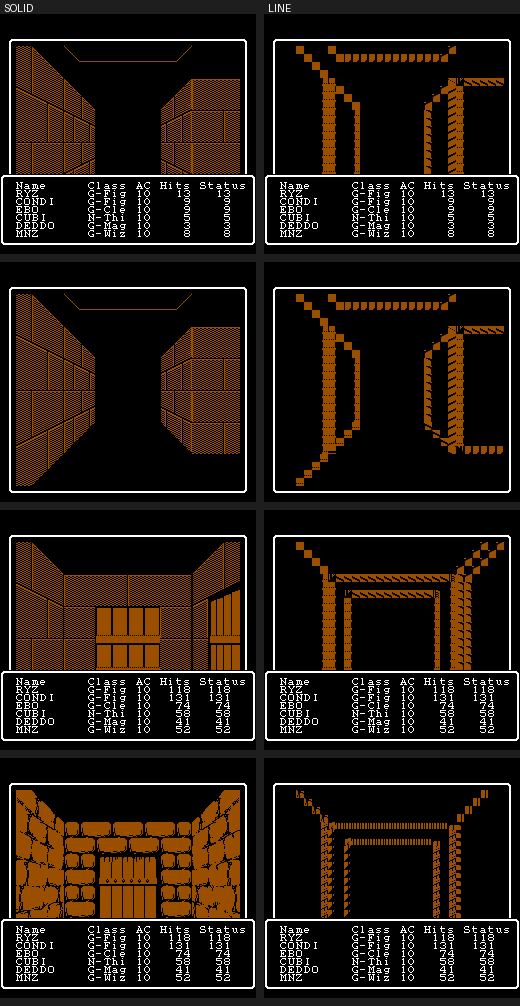 SOLID
LINE
Name Class AC Hits Status
RYZ G-Fig 10 13 13
CONDI G-Fig 10 9 9
EBO G-Cle 10 9 9
CUBI N-Thi 10 5 5
DEDDO G-Mag 10 3 3
MNZ G-Wiz 10 8 8
Name Class AC Hits Status
RYZ G-Fig 10 13 13
CONDI G-Fig 10 9 9
EBO G-Cle 10 9 9
CUBI N-Thi 10 5 5
DEDDO G-Mag 10 3 3
MNZ G-Wiz 10 8 8
Name Class AC Hits Status
RYZ G-Fig 10 118 118
CONDI G-Fig 10 131 131
EBO G-Cle 10 74 74
CUBI N-Thi 10 58 58
DEDDO G-Mag 10 41 41
MNZ G-Wiz 10 52 52
Name Class AC Hits Status
RYZ G-Fig 10 118 118
CONDI G-Fig 10 131 131
EBO G-Cle 10 74 74
CUBI N-Thi 10 58 58
DEDDO G-Mag 10 41 41
MNZ G-Wiz 10 52 52
Name Class AC Hits Status
RYZ G-Fig 10 118 118
CONDI G-Fig 10 131 131
EBO G-Cle 10 74 74
CUBI N-Thi 10 58 58
DEDDO G-Mag 10 41 41
MNZ G-Wiz 10 52 52
Name Class AC Hits Status
RYZ G-Fig 10 118 118
CONDI G-Fig 10 131 131
EBO G-Cle 10 74 74
CUBI N-Thi 10 58 58
DEDDO G-Mag 10 41 41
MNZ G-Wiz 10 52 52